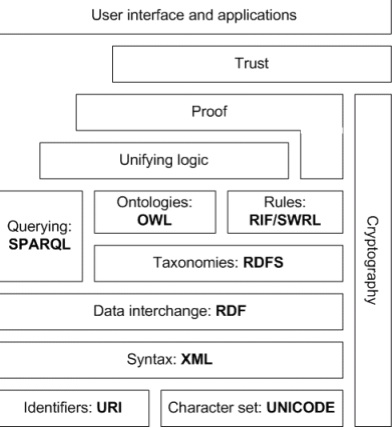 User interface and applications
Trust
Proof
Unifying logic
Ontologies:
OWL
Rules:
RIF/SWRL
Querying:
SPARQL
Taxonomies: RDFS
Cryptography
Data interchange: RDF
Syntax: XML
Identifiers: URI
Character set: UNICODE